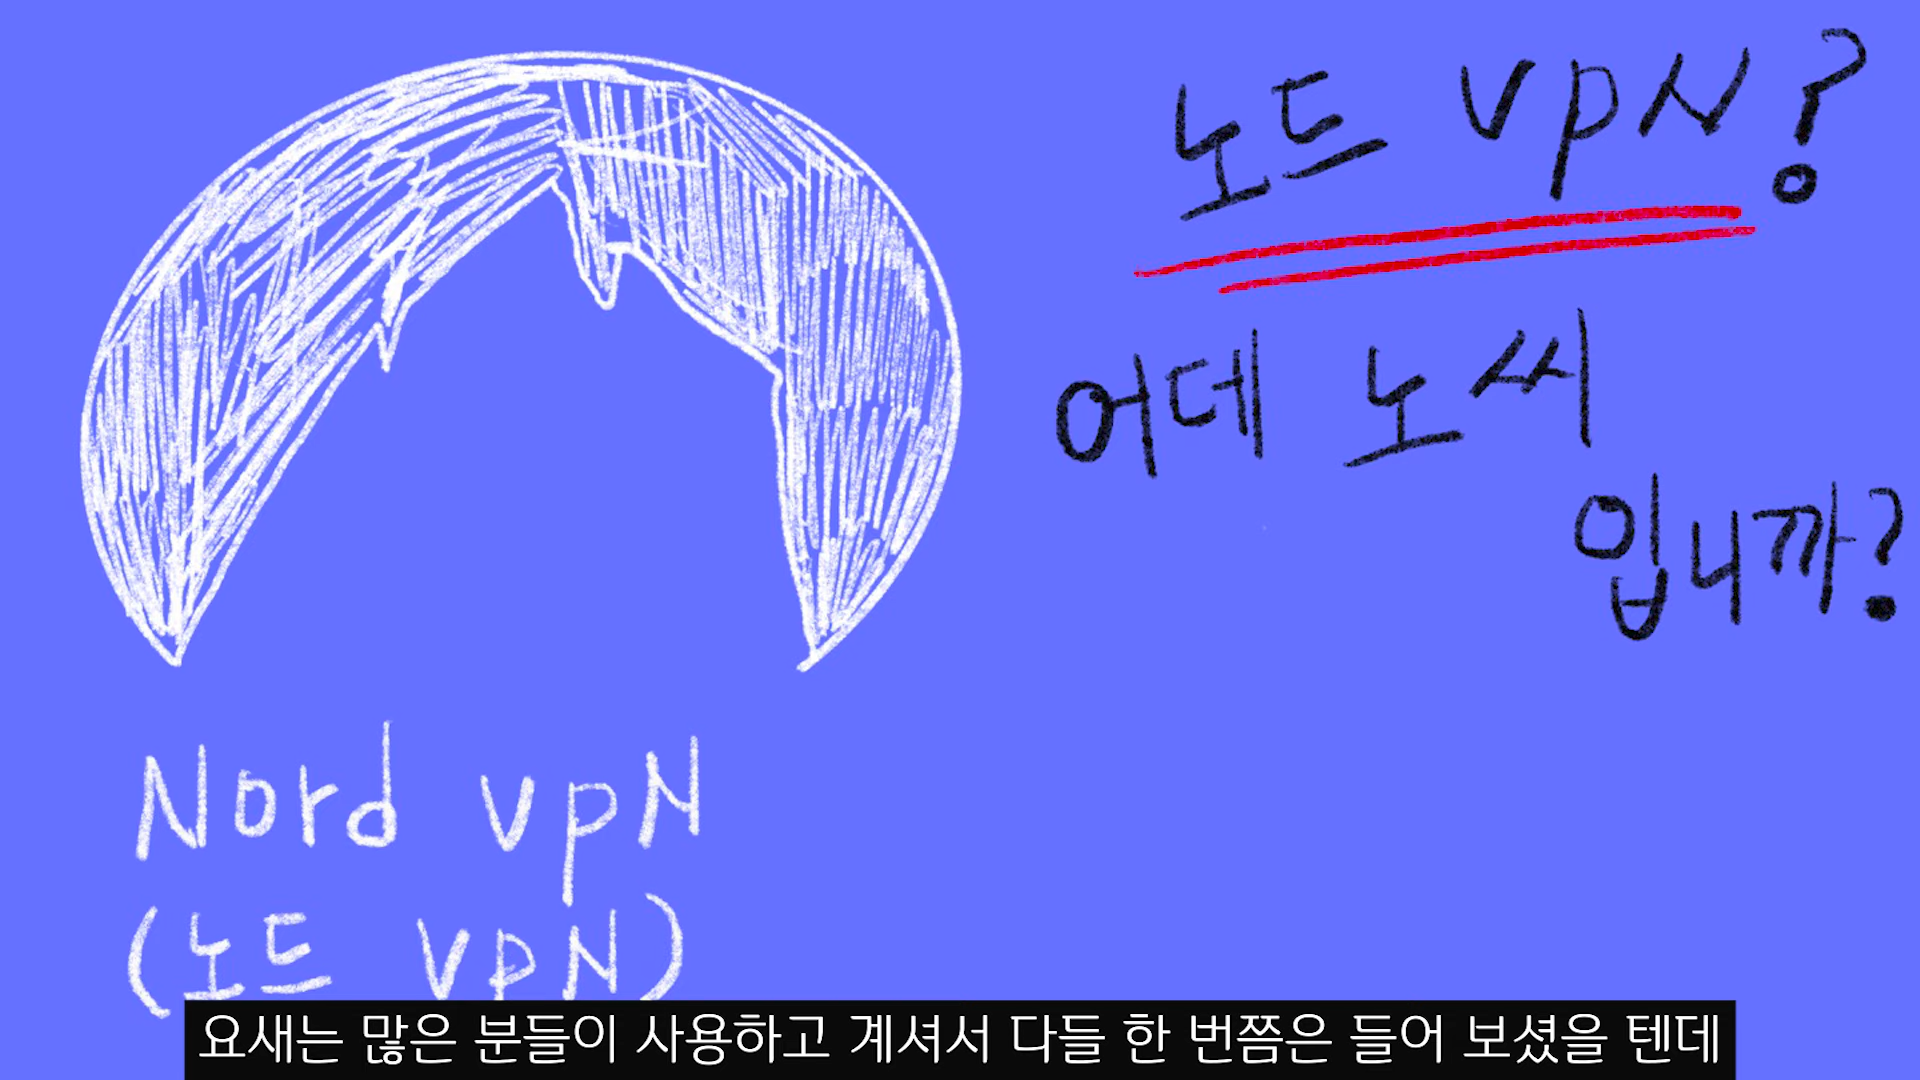 노드 VPN?
어데 노씨
입니까?
Nord VPN
(노드 VPN)
요새는 많은 분들이 사용하고 계셔서 다들 한 번쯤은 들어 보셨을 텐데